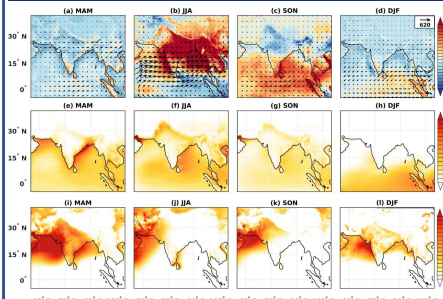 (a) MAM (b) JJA (c) SON (d) DJF
620
30° N
15° N
0°
(e) MAM (f) JJA (g) SON (h) DJF
30° N
15° N
0°
(i) MAM (j) JJA (k) SON (l) DJF
30° N
15° N
0°